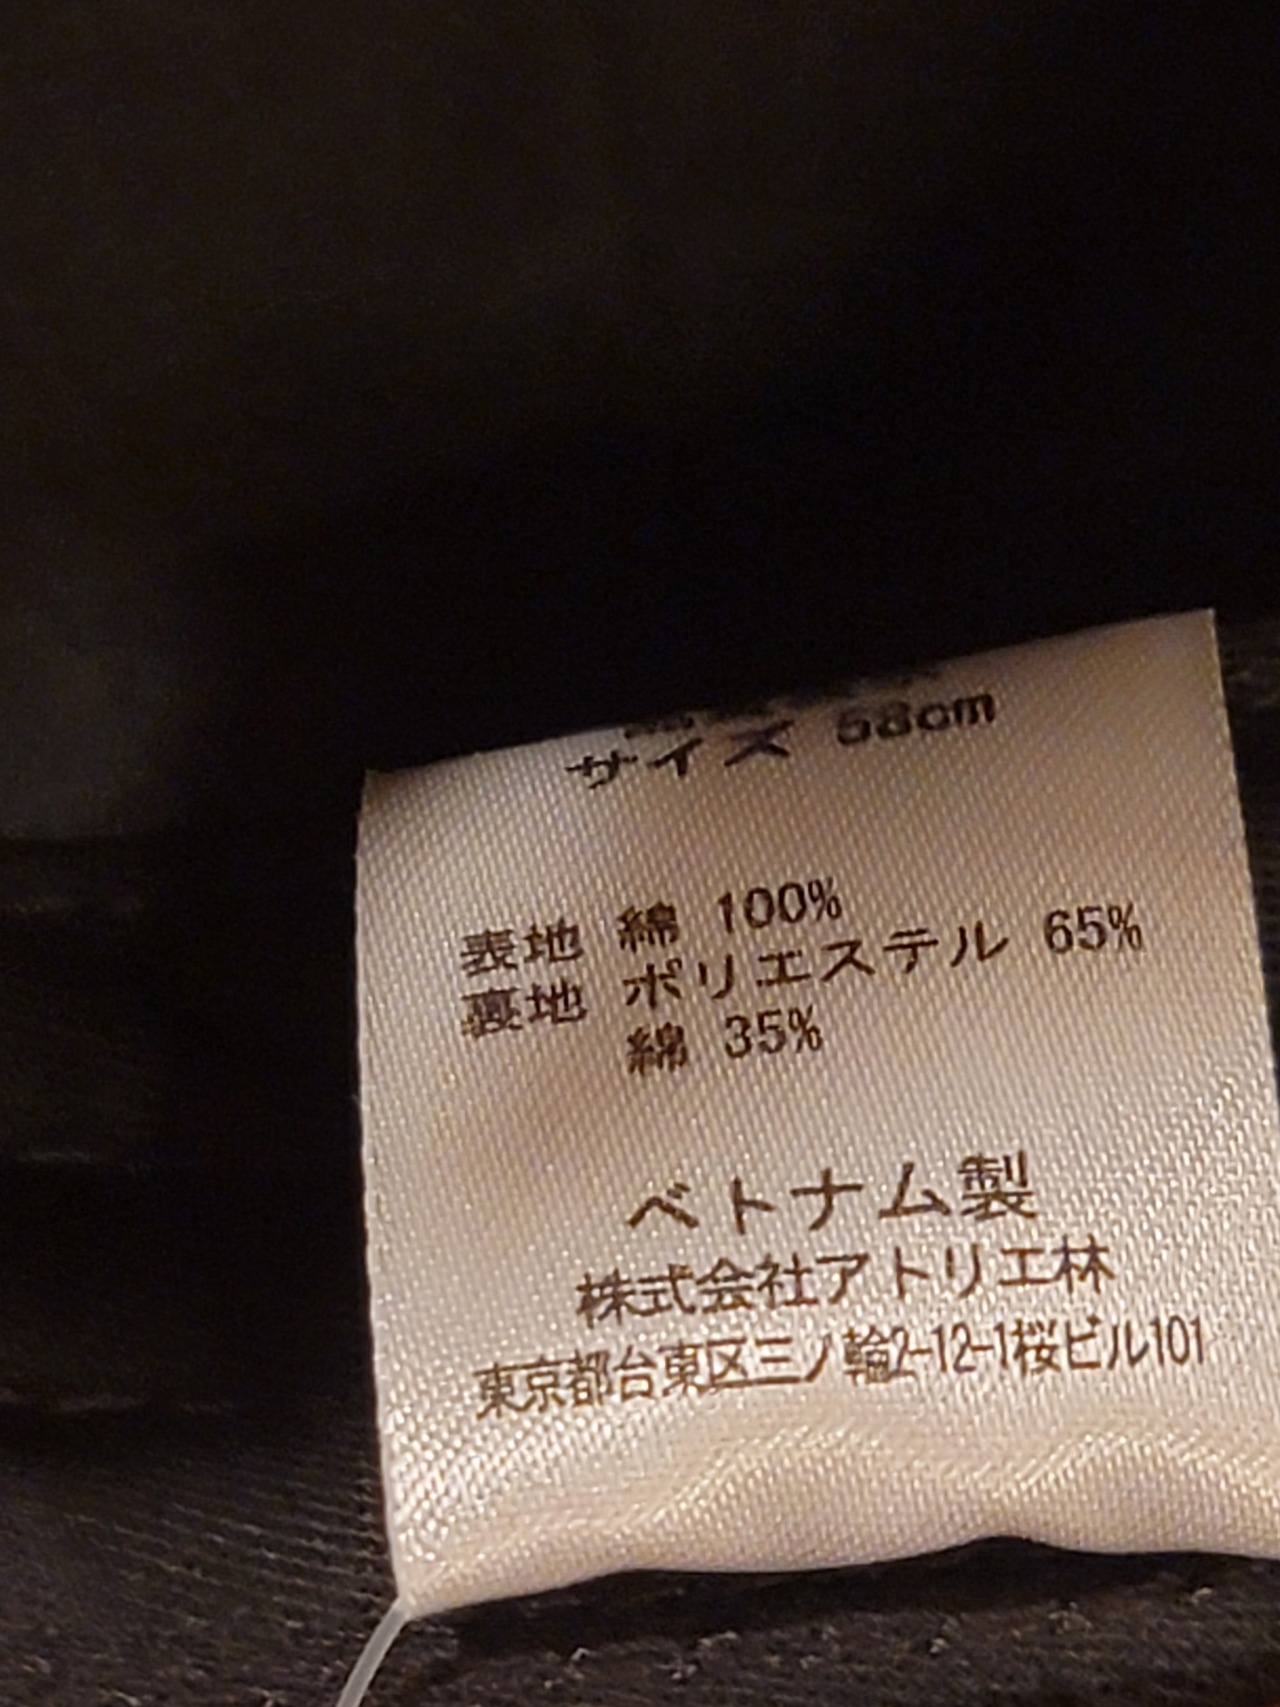 サイズ 58cm
表地 綿 100%
裏地 ポリエステル 65%
綿 35%
ベトナム製
株式会社アトリエ林
東京都台東区三ノ輪2-12-1桜ビル101